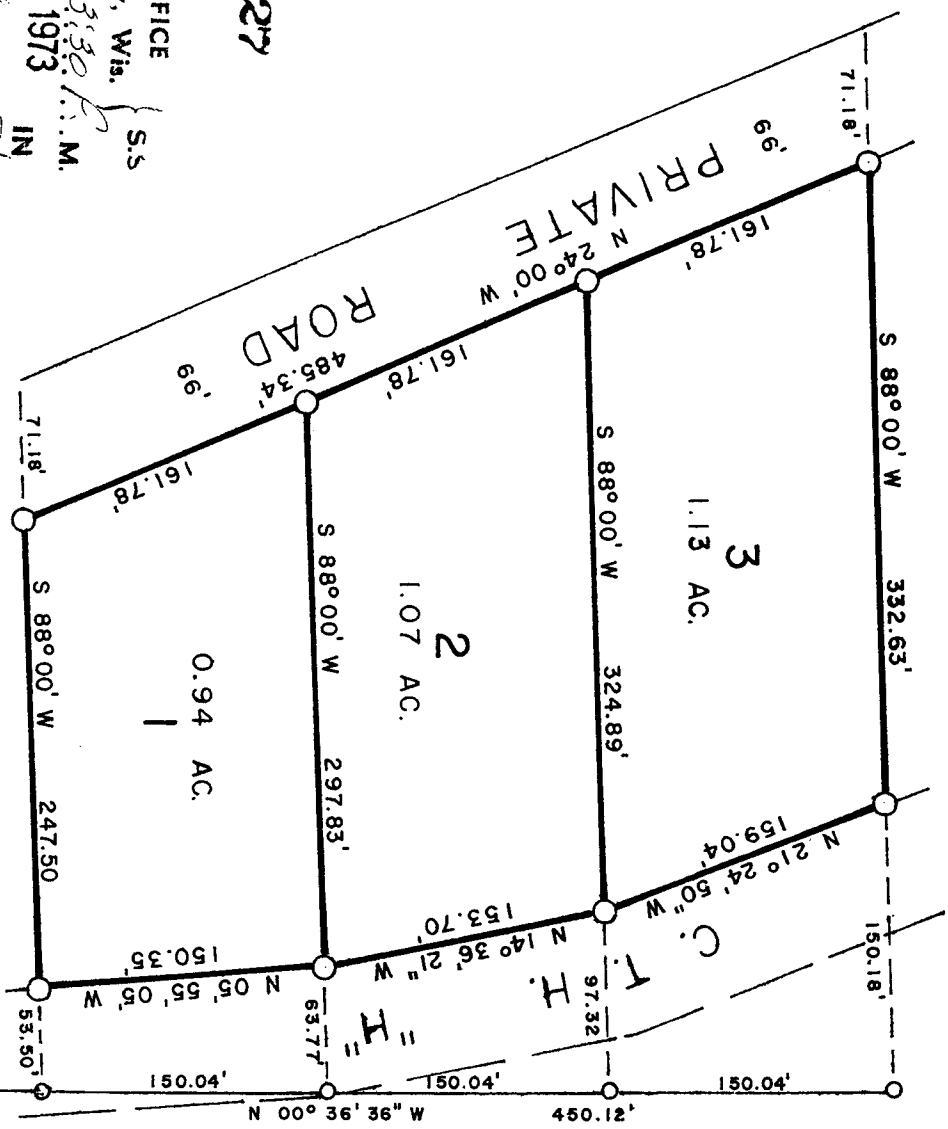 27
FICE
, Wis. } S.S
3:30 P.M.
1973
IN
71.18'
66'
PRIVATE
ROAD
66'
71.18'
N 24°00' W
485.34'
161.78'
161.78'
161.78'
S 88°00' W 332.63'
3
1.13 AC.
S 88°00' W 324.89'
2
1.07 AC.
S 88°00' W 297.83'
1
0.94 AC.
S 88°00' W 247.50
N 21° 24' 50" W
159.04'
N 14° 36' 21" W
153.70'
N 05° 55' 05' W
150.35'
C. T. H. "H"
150.18'
97.32
63.77'
53.50'
150.04' 150.04' 150.04'
N 00° 36' 36" W 450.12'